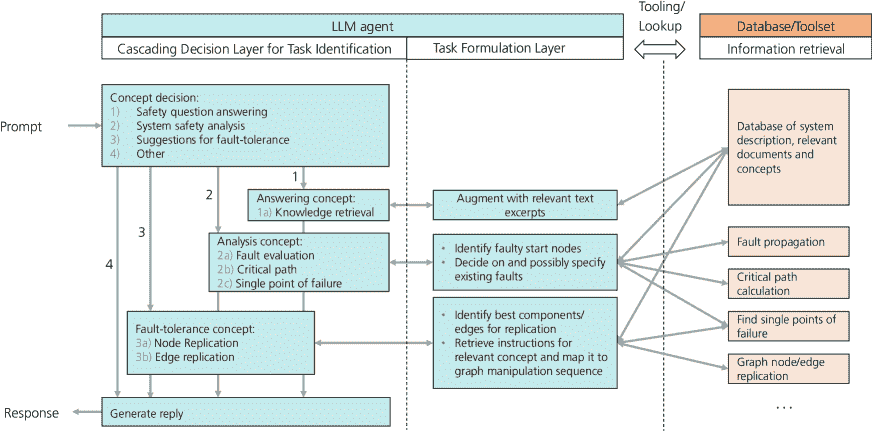 LLM agent
Tooling/
Lookup
Database/Toolset
Cascading Decision Layer for Task Identification
Task Formulation Layer
Information retrieval
Prompt
Concept decision:
1) Safety question answering
2) System safety analysis
3) Suggestions for fault-tolerance
4) Other
1
2
3
4
Answering concept:
1a) Knowledge retrieval
Augment with relevant text
excerpts
Database of system
description, relevant
documents and
concepts
Analysis concept:
2a) Fault evaluation
2b) Critical path
2c) Single point of failure
• Identify faulty start nodes
• Decide on and possibly specify
existing faults
Fault propagation
Critical path
calculation
Fault-tolerance concept:
3a) Node Replication
3b) Edge replication
• Identify best components/
edges for replication
• Retrieve instructions for
relevant concept and map it to
graph manipulation sequence
Find single points of
failure
Graph node/edge
replication
...
Response
Generate reply